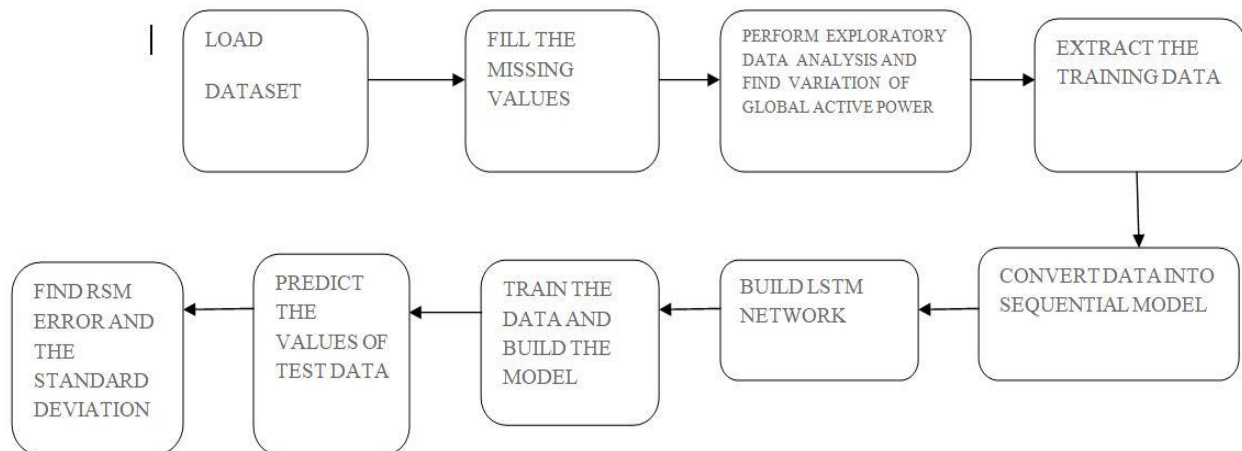 LOAD
DATASET
FILL THE
MISSING
VALUES
PERFORM EXPLORATORY
DATA ANALYSIS AND
FIND VARIATION OF
GLOBAL ACTIVE POWER
EXTRACT THE
TRAINING DATA
CONVERT DATA INTO
SEQUENTIAL MODEL
BUILD LSTM
NETWORK
TRAIN THE
DATA AND
BUILD THE
MODEL
PREDICT
THE
VALUES OF
TEST DATA
FIND RSM
ERROR AND
THE
STANDARD
DEVIATION